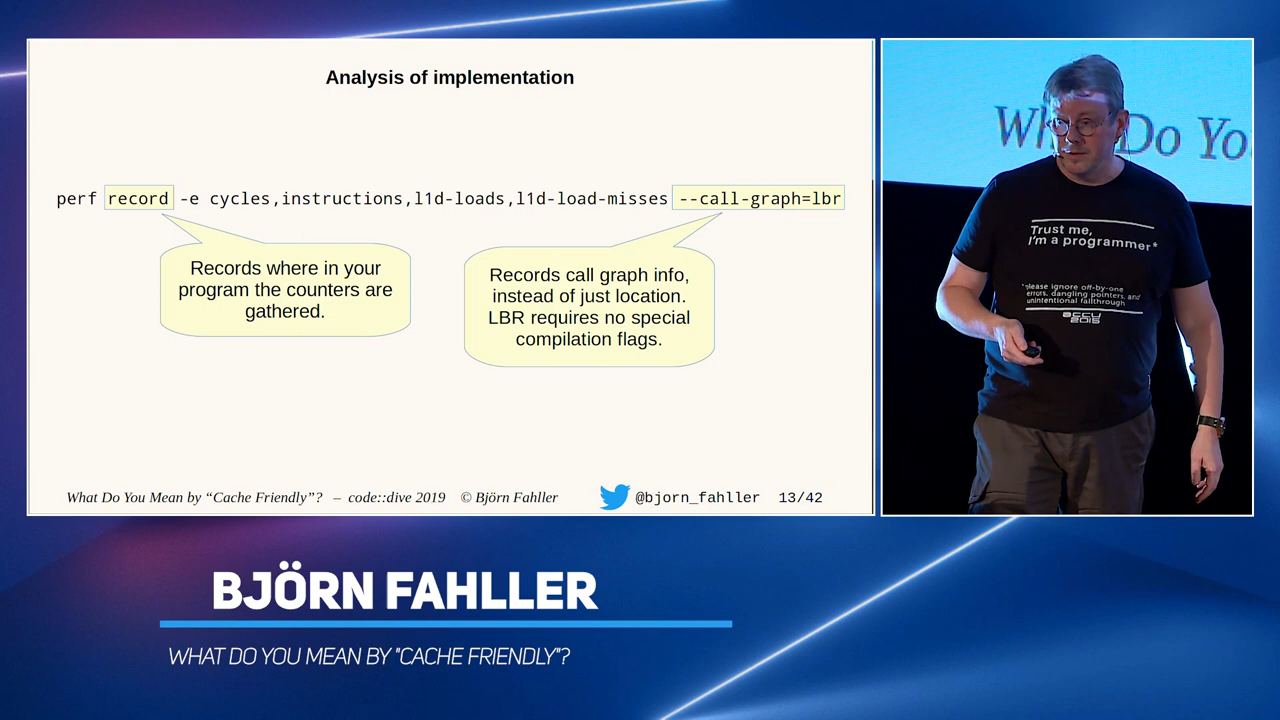 Analysis of implementation
perf record -e cycles,instructions,l1d-loads,l1d-load-misses --call-graph=lbr
Records where in your
program the counters are
gathered.
Records call graph info,
instead of just location.
LBR requires no special
compilation flags.
What Do You Mean by “Cache Friendly”? – code::dive 2019 © Björn Fahller
@bjorn_fahller 13/42
Do Yo
Trust me,
I'm a programmer*
*please ignore off-by-one
errors, dangling pointers, and
unintentional fallthrough
accu
2016
BJÖRN FAHLLER
WHAT DO YOU MEAN BY "CACHE FRIENDLY"?